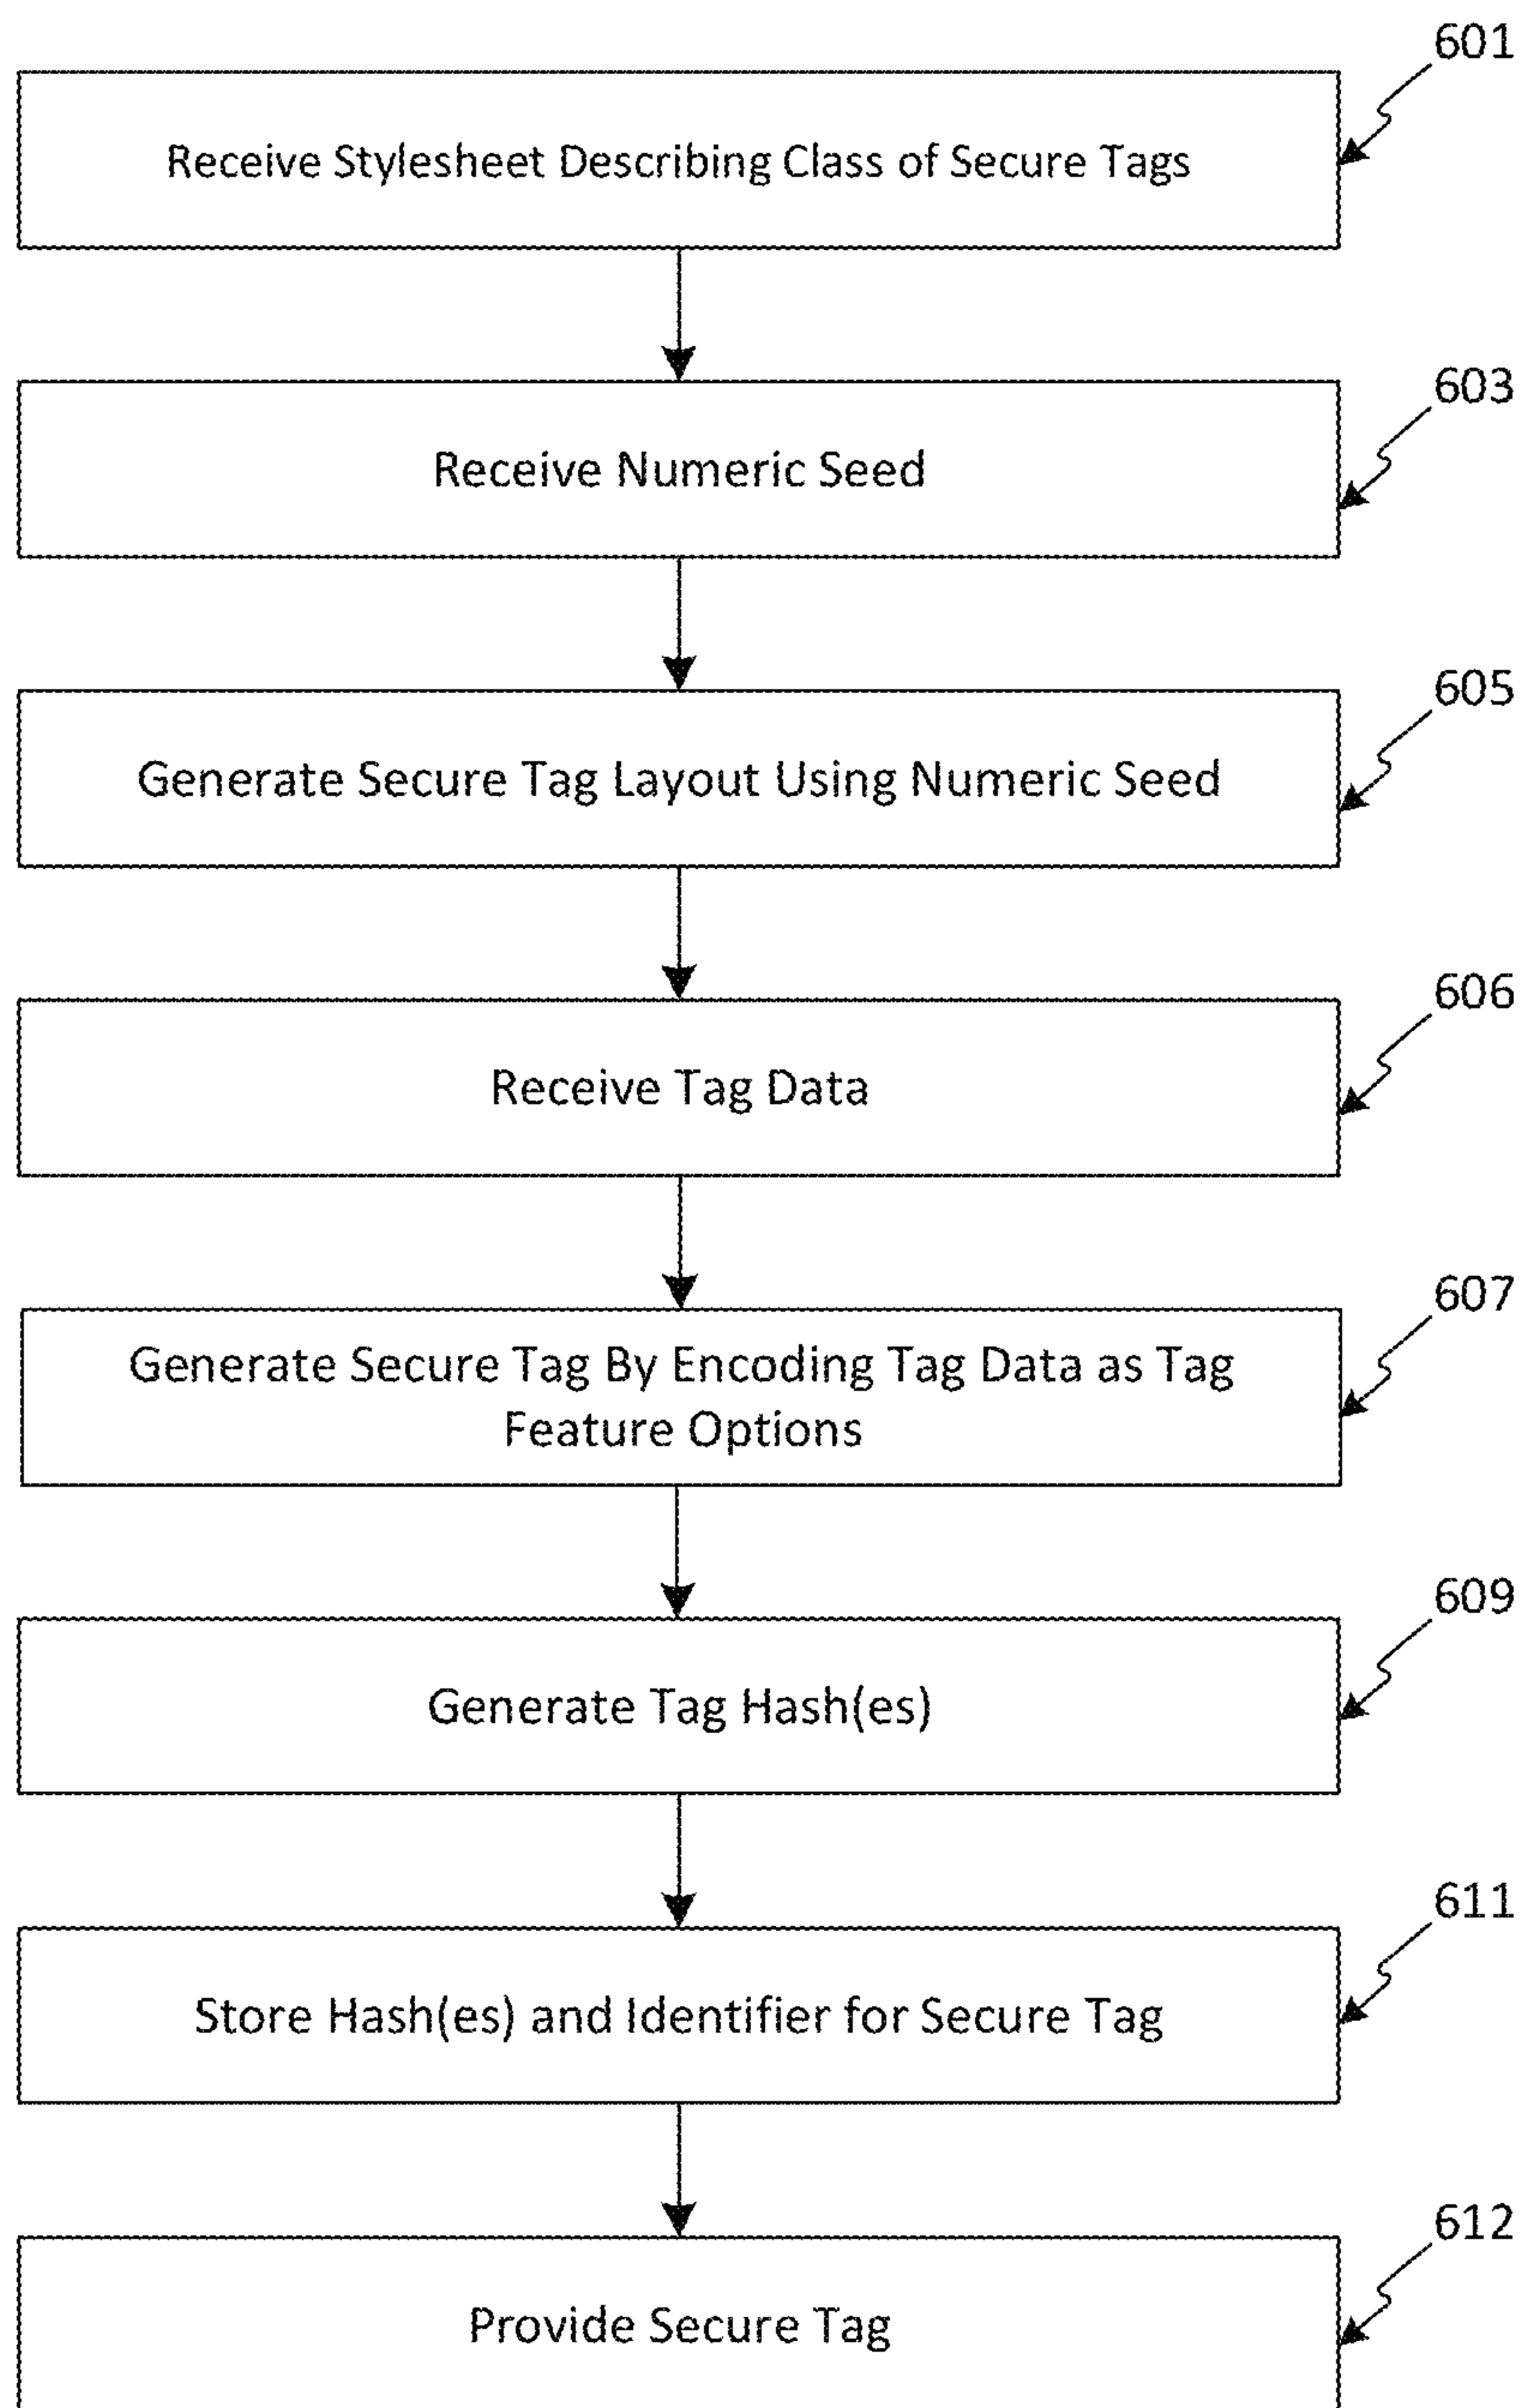 601
Receive Stylesheet Describing Class of Secure Tags
603
Receive Numeric Seed
605
Generate Secure Tag Layout Using Numeric Seed
606
Receive Tag Data
607
Generate Secure Tag By Encoding Tag Data as Tag
Feature Options
609
Generate Tag Hash(es)
611
Store Hash(es) and Identifier for Secure Tag
612
Provide Secure Tag